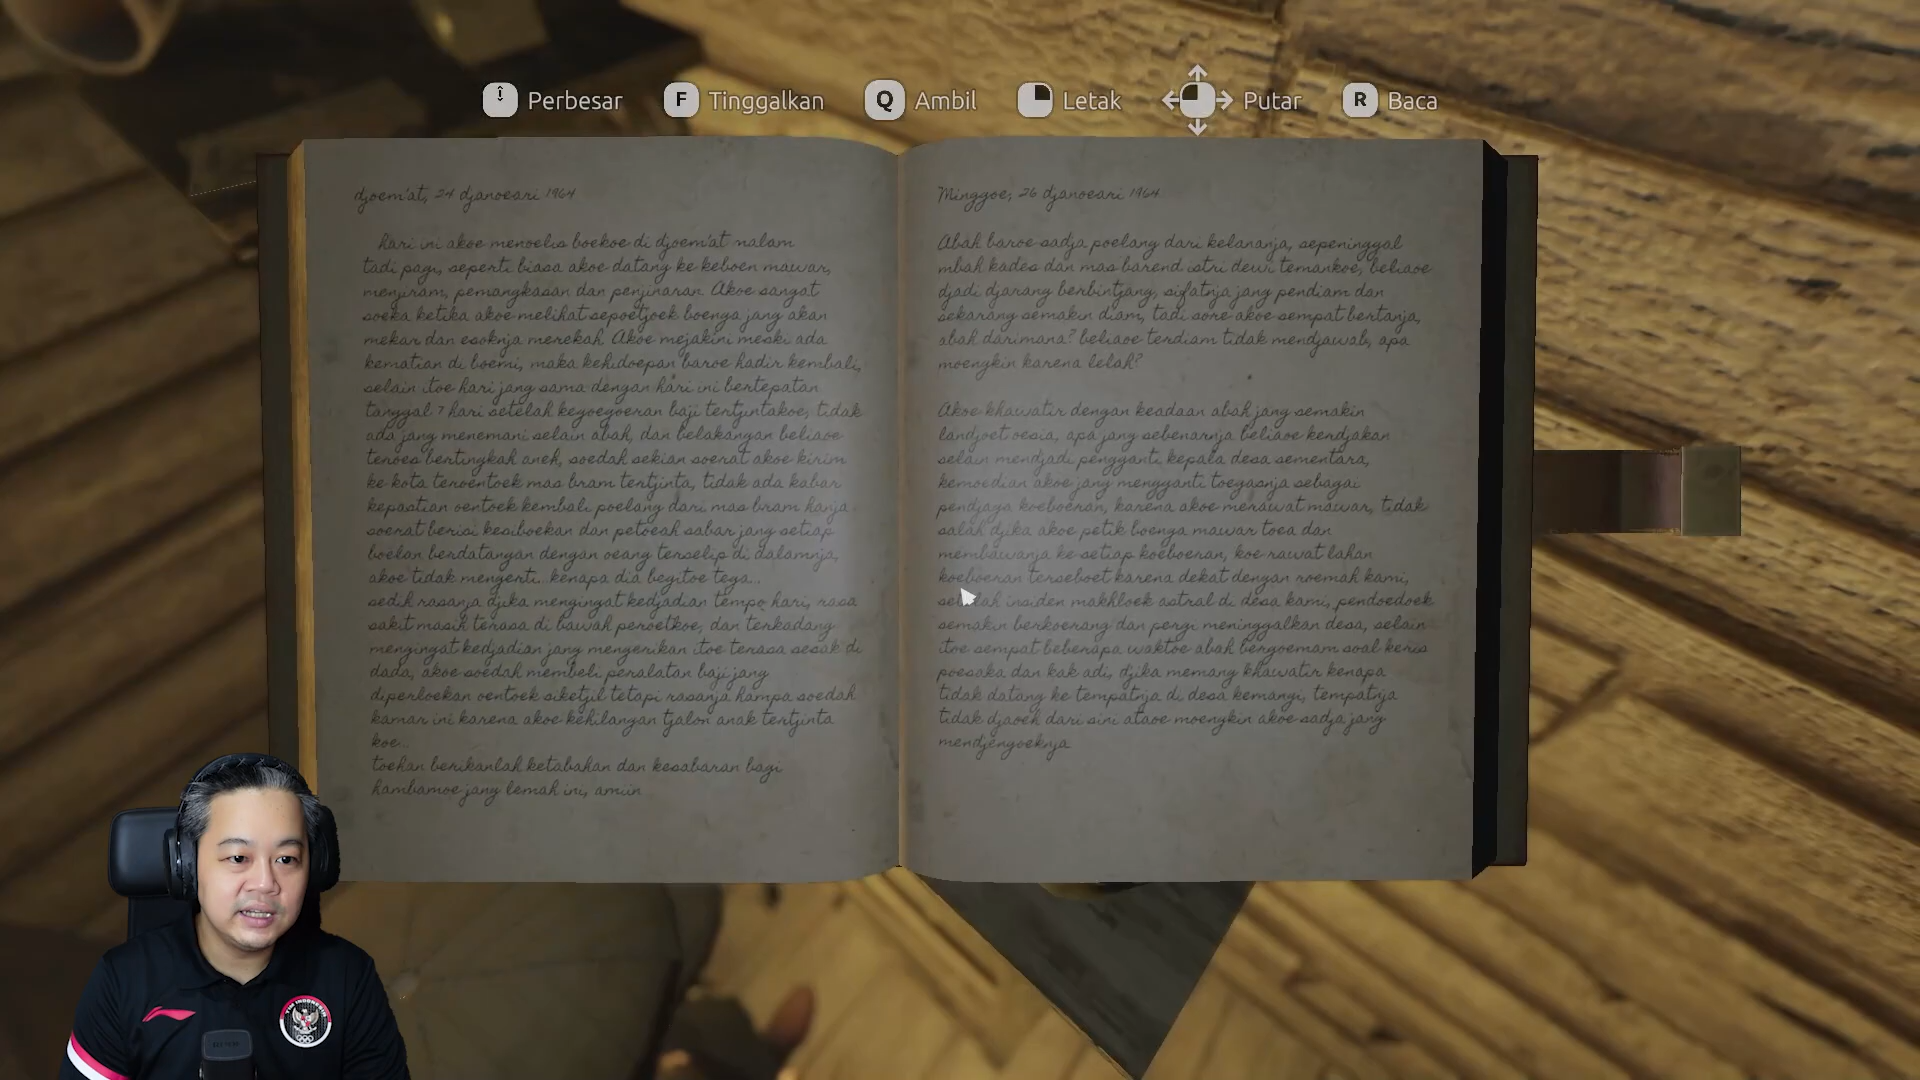 Perbesar F Tinggalkan Q Ambil Letak Putar R Baca
djoem'at, 24 djanoeari 1964
hari ini akoe menoelis boekoe di djoem'at malam
tadi pagi, seperti biasa akoe datang ke keboen mawar,
menjiram, pemangkasan dan penjinaran. Akoe sangat
soeka ketika akoe melihat sepoetjoek boenga jang akan
mekar dan esoknja merekah. Akoe mejakini meski ada
kematian di boemi, maka kehidoepan baroe hadir kembali,
selain itoe hari jang sama dengan hari ini bertepatan
tanggal 7 hari setelah kegoegoeran baji tertjintakoe, tidak
ada jang menemani selain abah, dan belakangan beliaoe
teroes bertingkah aneh, soedah sekian soerat akoe kirim
ke kota teroentoek mas bram tertjinta, tidak ada kabar
kepastian oentoek kembali poelang dari mas bram hanja
soerat berisi kesiboekan dan petoeah sabar jang setiap
boelan berdatangan dengan oeang terselip di dalamnja,
akoe tidak mengerti.. kenapa dia begitoe tega...
sedih rasanja djika mengingat kedjadian tempo hari, rasa
sakit masih terasa di bawah peroetkoe, dan terkadang
mengingat kedjadian jang mengerikan itoe terasa sesak di
dada, akoe soedah membeli peralatan baji jang
diperloekan oentoek siketjil tetapi rasanja hampa soedah
kamar ini karena akoe kehilangan tjalon anak tertjinta
koe...
toehan berikanlah ketabahan dan kesabaran bagi
hambamoe jang lemah ini, amiin
Minggoe, 26 djanoeari 1964
Abah baroe sadja poelang dari kelananja, sepeninggal
mbah kades dan mas barend istri dewi temankoe, beliaoe
djadi djarang berbintjang, sifatnja jang pendiam dan
sekarang semakin diam, tadi sore akoe sempat bertanja,
abah darimana? beliaoe terdiam tidak mendjawab, apa
moengkin karena lelah?
Akoe khawatir dengan keadaan abah jang semakin
landjoet oesia, apa jang sebenarnja beliaoe kerdjakan
selain mendjadi pengganti kepala desa sementara,
kemoedian akoe jang mengganti toegasnja sebagai
pendjaga koeboeran, karena akoe merawat mawar, tidak
salah djika akoe petik boenga mawar toea dan
membawanja ke setiap koeboeran, koe rawat lahan
koeboeran terseboet karena dekat dengan roemah kami,
insiden makhloek astral di desa kami, pendoedoek
semakin berkoerang dan pergi meninggalkan desa, selain
itoe sempat beberapa waktoe abah bergoemam soal keris
poesaka dan kak adi, djika memang khawatir kenapa
tidak datang ke tempatnja di desa kemangi, tempatnja
tidak djaoeh dari sini ataoe moengkin akoe sadja jang
mendjengoeknja